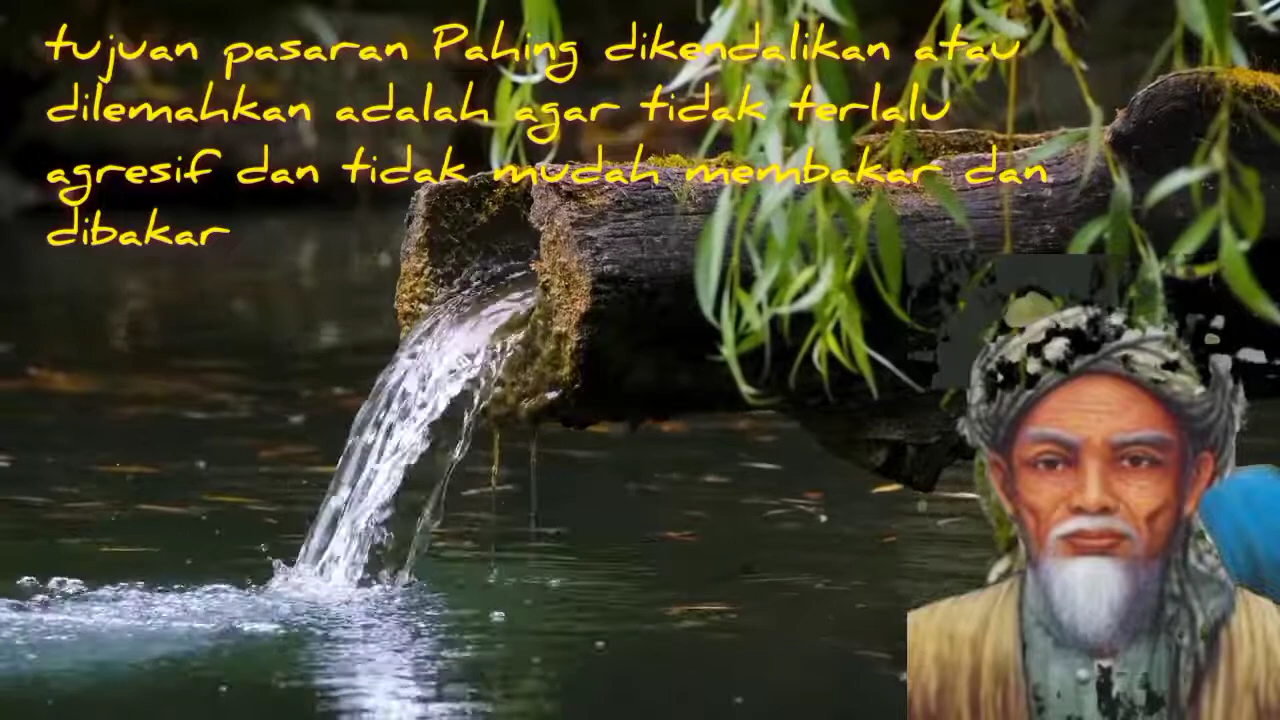 tujuan pasaran Pahing dikendalikan atau
dilemahkan adalah agar tidak terlalu
agresif dan tidak mudah membakar dan
dibakar